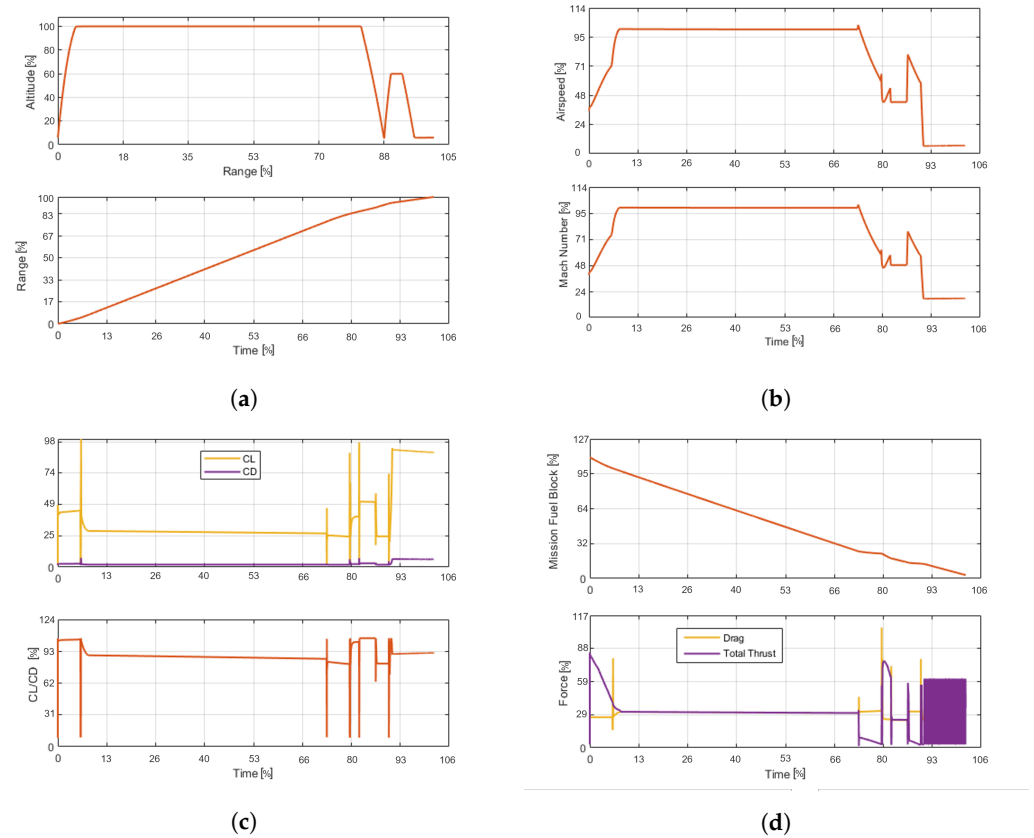 100
80
60
40
20
0
Altitude [%]
0 18 35 53 70 88 105
Range [%]
100
83
67
50
33
17
0
Range [%]
0 13 26 40 53 66 80 93 106
Time [%]
(a)
114
95
71
48
24
0
Airspeed [%]
0 13 26 40 53 66 80 93 106
114
95
71
48
24
0
Mach Number [%]
0 13 26 40 53 66 80 93 106
Time [%]
(b)
98
74
49
25
0
CL
CD
0 13 26 40 53 66 80 93 106
124
93
62
31
0
CL/CD [%]
0 13 26 40 53 66 80 93 106
Time [%]
(c)
127
95
64
32
0
Mission Fuel Block [%]
0 13 26 40 53 66 80 93 106
117
88
59
29
0
Force [%]
Drag
Total Thrust
0 13 26 40 53 66 80 93 106
Time [%]
(d)